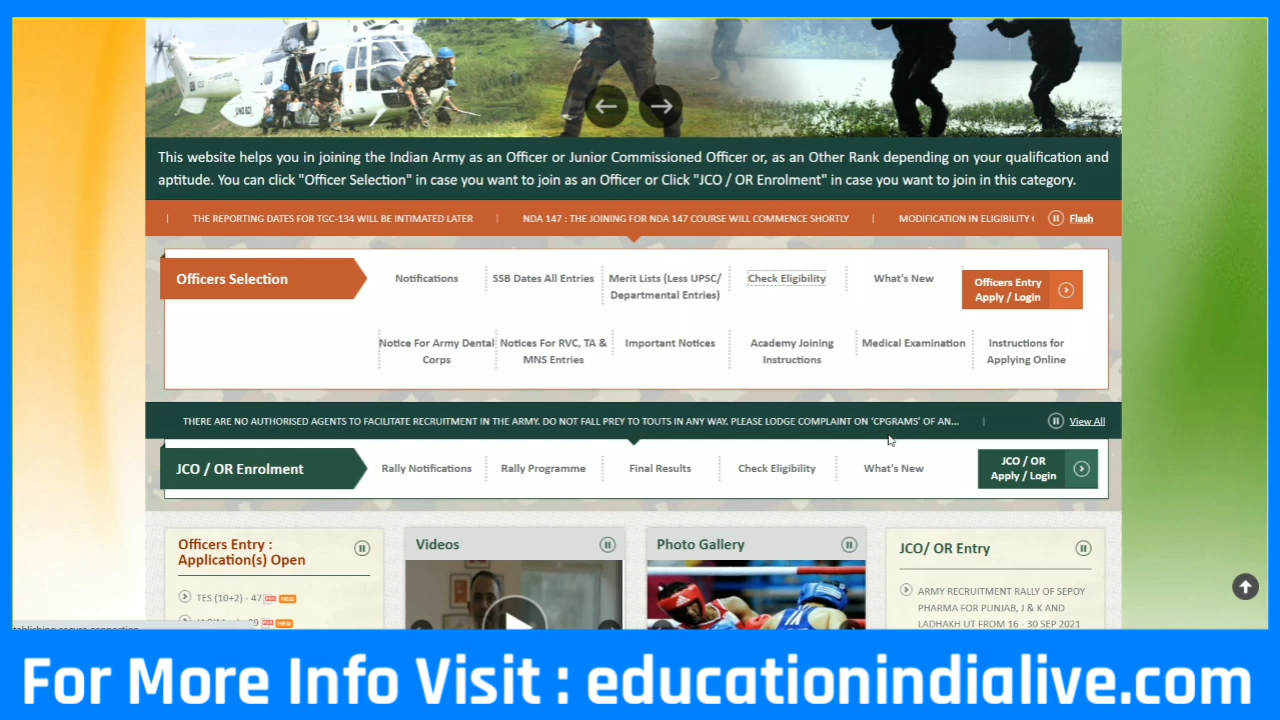 This website helps you in joining the Indian Army as an Officer or Junior Commissioned Officer or, as an Other Rank depending on your qualification and
aptitude. You can click "Officer Selection" in case you want to join as an Officer or Click "JCO / OR Enrolment" in case you want to join in this category.
| THE REPORTING DATES FOR TGC-134 WILL BE INTIMATED LATER | NDA 147 : THE JOINING FOR NDA 147 COURSE WILL COMMENCE SHORTLY | MODIFICATION IN ELIGIBILITY Flash
Officers Selection
Notifications
SSB Dates All Entries
Merit Lists (Less UPSC/
Departmental Entries)
Check Eligibility
What's New
Officers Entry
Apply / Login
Notice For Army Dental
Corps
Notices For RVC, TA &
MNS Entries
Important Notices
Academy Joining
Instructions
Medical Examination
Instructions for
Applying Online
THERE ARE NO AUTHORISED AGENTS TO FACILITATE RECRUITMENT IN THE ARMY. DO NOT FALL PREY TO TOUTS IN ANY WAY. PLEASE LODGE COMPLAINT ON ‘CPGRAMS’ OF AN... | View All
JCO / OR Enrolment
Rally Notifications
Rally Programme
Final Results
Check Eligibility
What's New
JCO / OR
Apply / Login
Officers Entry :
Application(s) Open
TES (10+2) - 47
Videos
Photo Gallery
JCO/ OR Entry
ARMY RECRUITMENT RALLY OF SEPOY
PHARMA FOR PUNJAB, J & K AND
LADHAKH UT FROM 16 - 30 SEP 2021
For More Info Visit : educationindialive.com